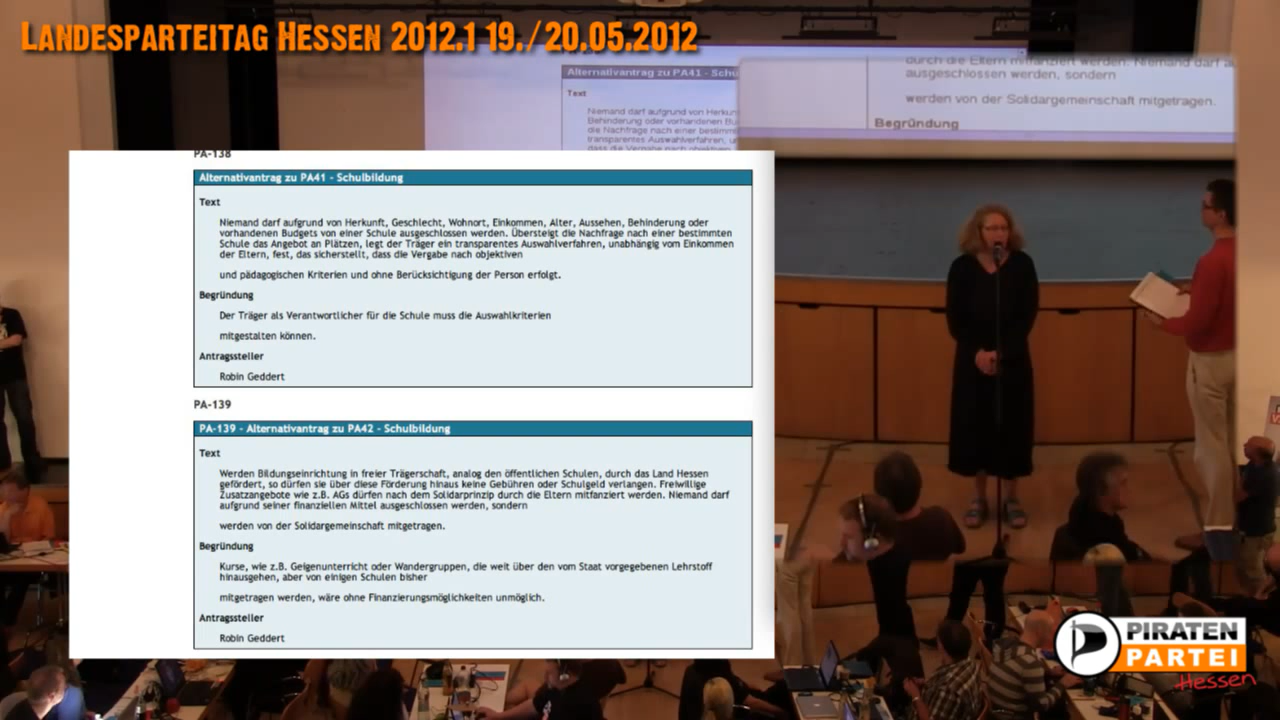 Landesparteitag Hessen 2012.1 19./20.05.2012
Alternativantrag zu PA41 - Schu
Text
Niemand darf aufgrund von Herkun
Behinderung oder vorhandenen Bu
die Nachfrage nach einer bestimm
transparentes Auswahlverfahren, u
dass die Vergabe nach objektiven
durch die Eltern mitfanziert werden. Niemand darf a
ausgeschlossen werden, sondern
werden von der Solidargemeinschaft mitgetragen.
Begründung
PA-138
Alternativantrag zu PA41 - Schulbildung
Text
Niemand darf aufgrund von Herkunft, Geschlecht, Wohnort, Einkommen, Alter, Aussehen, Behinderung oder
vorhandenen Budgets von einer Schule ausgeschlossen werden. Übersteigt die Nachfrage nach einer bestimmten
Schule das Angebot an Plätzen, legt der Träger ein transparentes Auswahlverfahren, unabhängig vom Einkommen
der Eltern, fest, das sicherstellt, dass die Vergabe nach objektiven
und pädagogischen Kriterien und ohne Berücksichtigung der Person erfolgt.
Begründung
Der Träger als Verantwortlicher für die Schule muss die Auswahlkriterien
mitgestalten können.
Antragssteller
Robin Geddert
PA-139
PA-139 - Alternativantrag zu PA42 - Schulbildung
Text
Werden Bildungseinrichtung in freier Trägerschaft, analog den öffentlichen Schulen, durch das Land Hessen
gefördert, so dürfen sie über diese Förderung hinaus keine Gebühren oder Schulgeld verlangen. Freiwillige
Zusatzangebote wie z.B. AGs dürfen nach dem Solidarprinzip durch die Eltern mitfanziert werden. Niemand darf
aufgrund seiner finanziellen Mittel ausgeschlossen werden, sondern
werden von der Solidargemeinschaft mitgetragen.
Begründung
Kurse, wie z.B. Geigenunterricht oder Wandergruppen, die weit über den vom Staat vorgegebenen Lehrstoff
hinausgehen, aber von einigen Schulen bisher
mitgetragen werden, wäre ohne Finanzierungsmöglichkeiten unmöglich.
Antragssteller
Robin Geddert
PIRATEN
PARTEI
Hessen